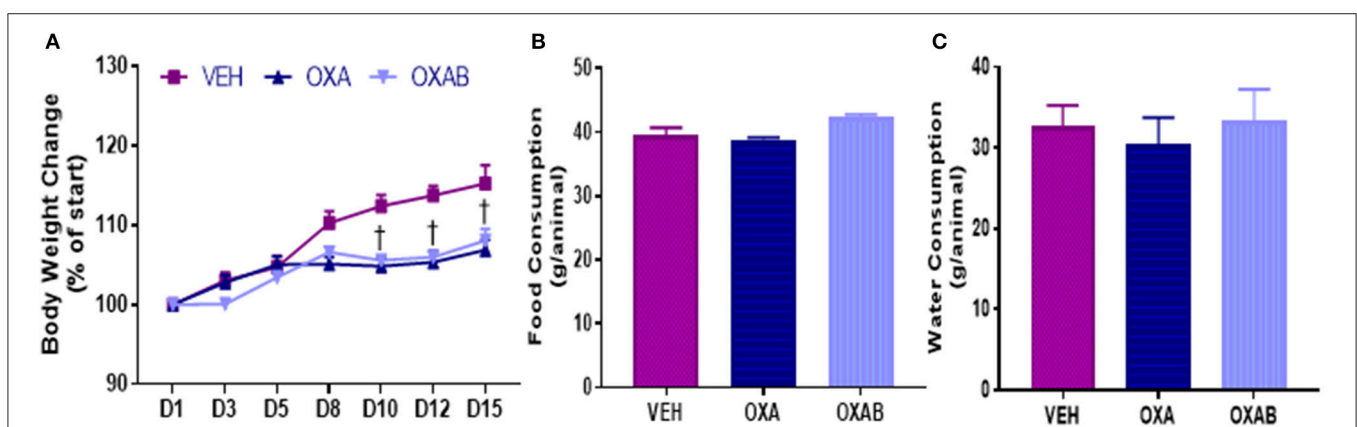 A
Body Weight Change
(% of start)
130
120
110
100
90
VEH OXA OXAB
† † †
D1 D3 D5 D8 D10 D12 D15
B
Food Consumption
(g/animal)
50
40
30
20
10
0
VEH OXA OXAB
C
Water Consumption
(g/animal)
40
30
20
10
0
VEH OXA OXAB